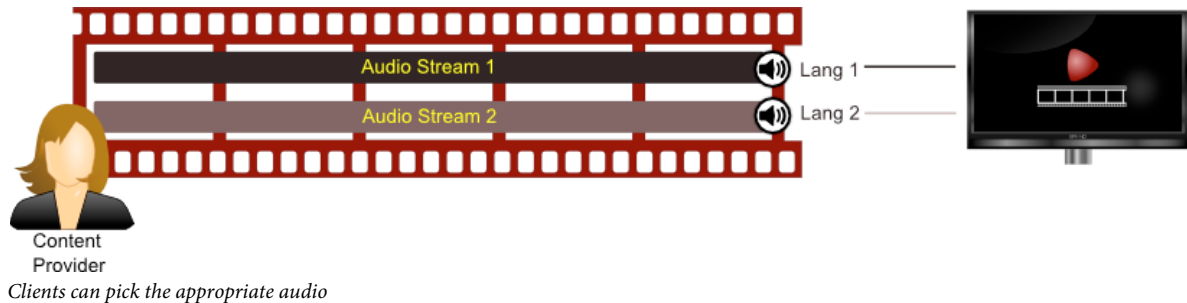 Audio Stream 1
Lang 1
Audio Stream 2
Lang 2
Content
Provider
Clients can pick the appropriate audio